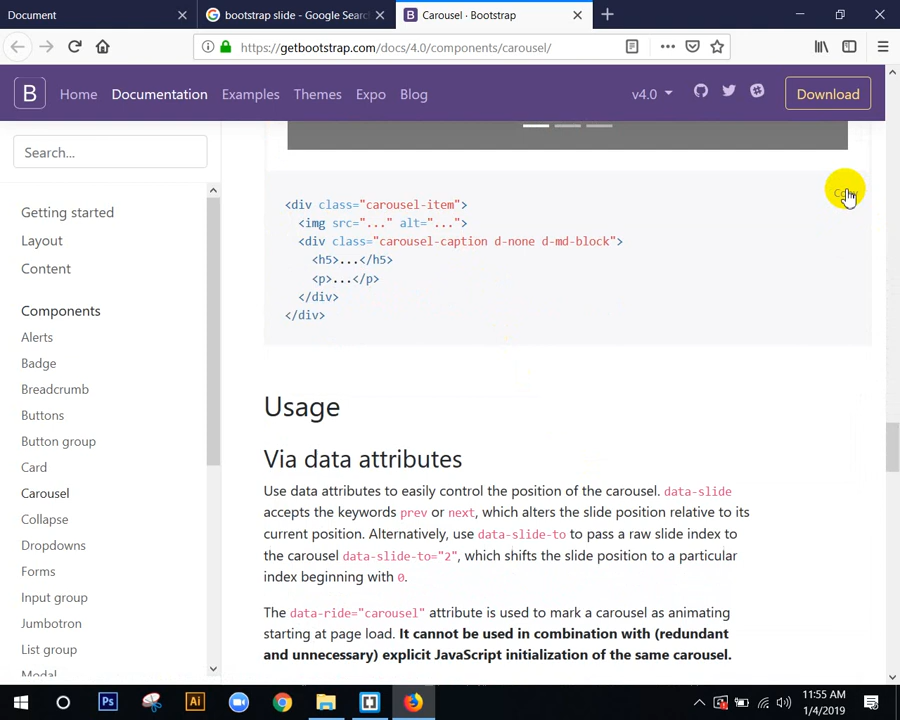 Document
bootstrap slide - Google Searc
Carousel · Bootstrap
https://getbootstrap.com/docs/4.0/components/carousel/
B
Home
Documentation
Examples
Themes
Expo
Blog
v4.0
Download
Search...
Getting started
Layout
Content
Components
Alerts
Badge
Breadcrumb
Buttons
Button group
Card
Carousel
Collapse
Dropdowns
Forms
Input group
Jumbotron
List group
Modal
Copy
<div class="carousel-item">
<img src="..." alt="...">
<div class="carousel-caption d-none d-md-block">
<h5>...</h5>
<p>...</p>
</div>
</div>
Usage
Via data attributes
Use data attributes to easily control the position of the carousel. data-slide
accepts the keywords prev or next, which alters the slide position relative to its
current position. Alternatively, use data-slide-to to pass a raw slide index to
the carousel data-slide-to="2", which shifts the slide position to a particular
index beginning with 0.
The data-ride="carousel" attribute is used to mark a carousel as animating
starting at page load. It cannot be used in combination with (redundant
and unnecessary) explicit JavaScript initialization of the same carousel.
Ps
Ai
11:55 AM
1/4/2019